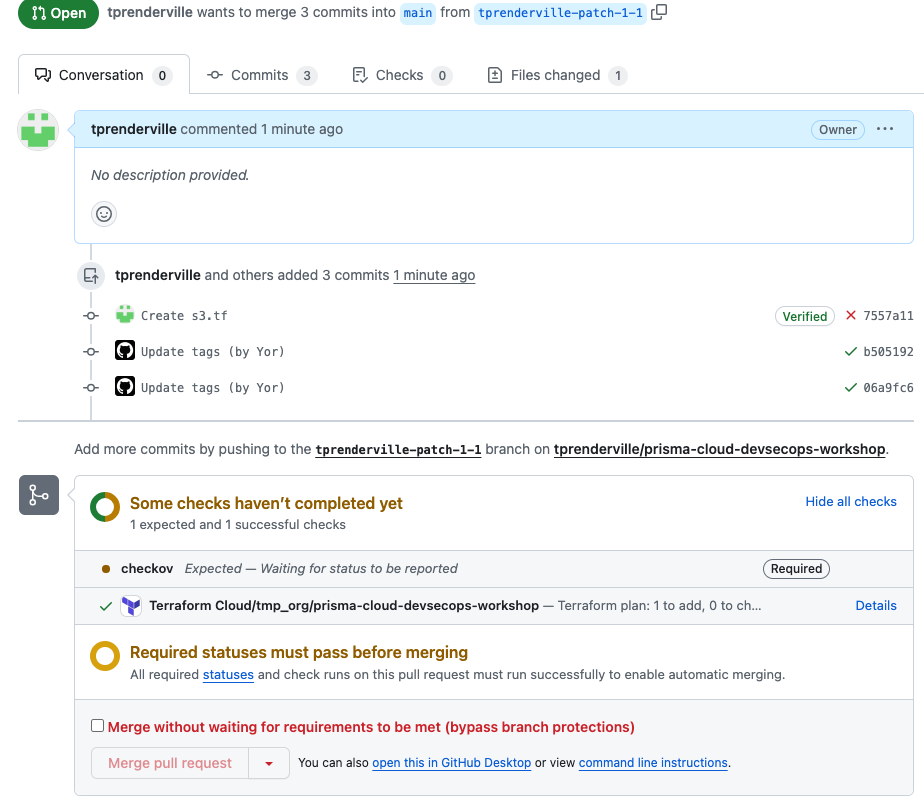 Open tprenderville wants to merge 3 commits into main from tprenderville-patch-1-1
Conversation 0 Commits 3 Checks 0 Files changed 1
tprenderville commented 1 minute ago Owner ...
No description provided.
tprenderville and others added 3 commits 1 minute ago
Create s3.tf Verified 7557a11
Update tags (by Yor) b505192
Update tags (by Yor) 06a9fc6
Add more commits by pushing to the tprenderville-patch-1-1 branch on tprenderville/prisma-cloud-devsecops-workshop.
Some checks haven’t completed yet Hide all checks
1 expected and 1 successful checks
checkov Expected — Waiting for status to be reported Required
Terraform Cloud/tmp_org/prisma-cloud-devsecops-workshop — Terraform plan: 1 to add, 0 to ch... Details
Required statuses must pass before merging
All required statuses and check runs on this pull request must run successfully to enable automatic merging.
Merge without waiting for requirements to be met (bypass branch protections)
Merge pull request You can also open this in GitHub Desktop or view command line instructions.